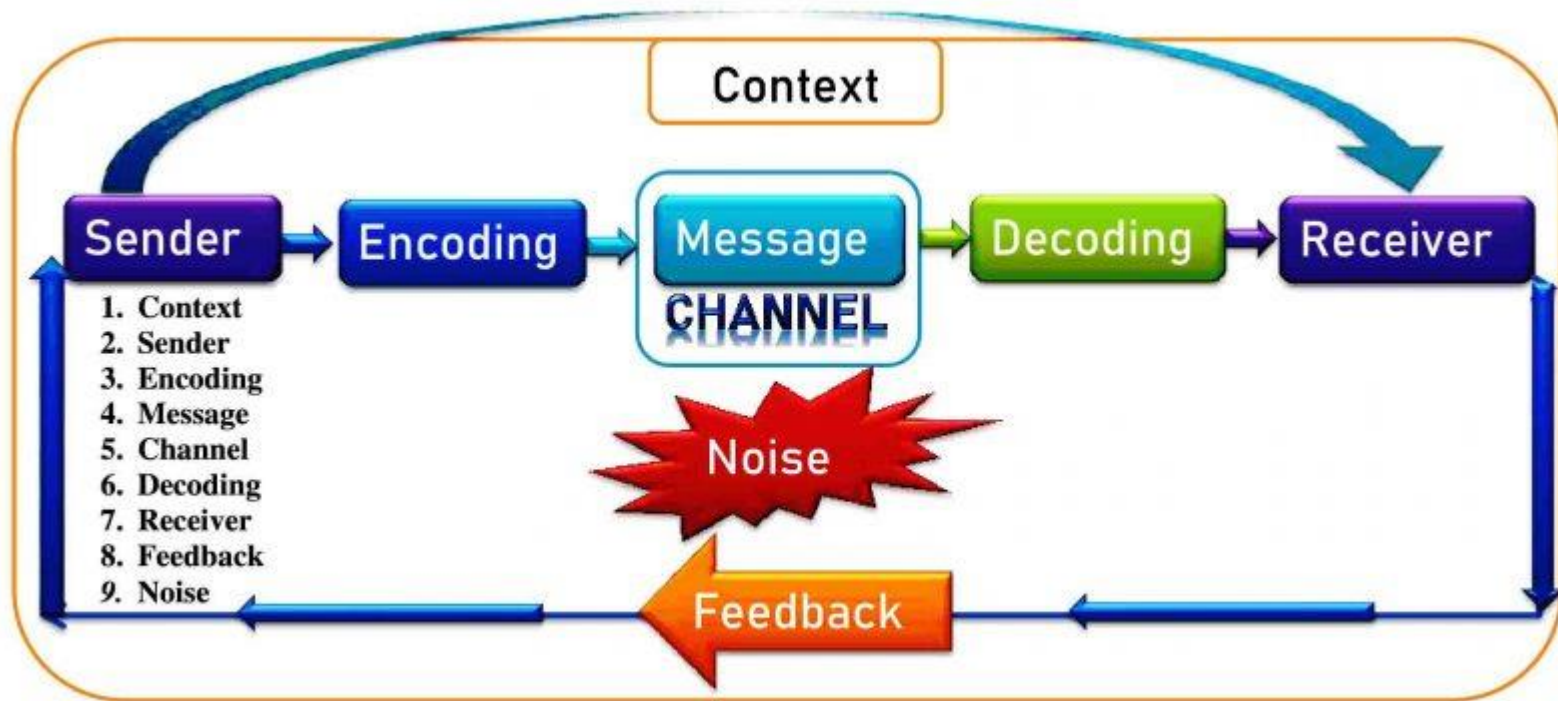 Context
Sender
Encoding
Message
CHANNEL
Decoding
Receiver
1. Context
2. Sender
3. Encoding
4. Message
5. Channel
6. Decoding
7. Receiver
8. Feedback
9. Noise
Noise
Feedback